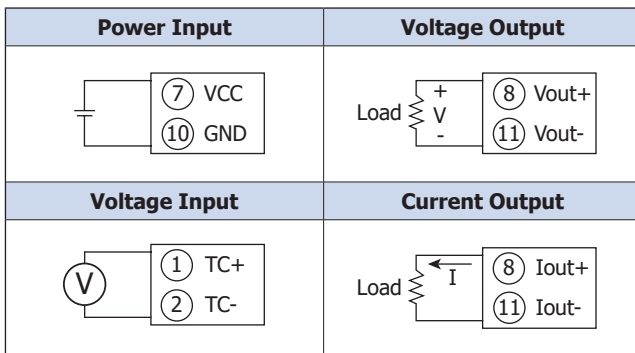 Power Input
Voltage Output
7 VCC
10 GND
Load + V - 8 Vout+
11 Vout-
Voltage Input
Current Output
V 1 TC+
2 TC-
Load I 8 Iout+
11 Iout-